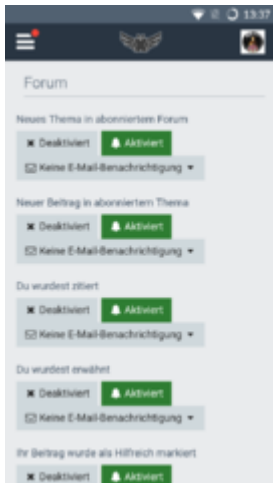 13:37
Forum
Neues Thema in abonniertem Forum
Deaktiviert Aktiviert
Keine E-Mail-Benachrichtigung
Neuer Beitrag in abonniertem Thema
Deaktiviert Aktiviert
Keine E-Mail-Benachrichtigung
Du wurdest zitiert
Deaktiviert Aktiviert
Keine E-Mail-Benachrichtigung
Du wurdest erwähnt
Deaktiviert Aktiviert
Keine E-Mail-Benachrichtigung
Ihr Beitrag wurde als Hilfreich markiert
Deaktiviert Aktiviert